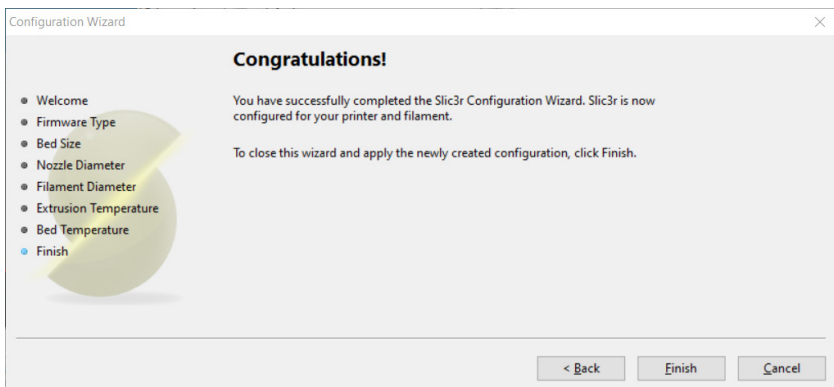 Configuration Wizard
Congratulations!
Welcome
Firmware Type
Bed Size
Nozzle Diameter
Filament Diameter
Extrusion Temperature
Bed Temperature
Finish
You have successfully completed the Slic3r Configuration Wizard. Slic3r is now
configured for your printer and filament.
To close this wizard and apply the newly created configuration, click Finish.
< Back
Finish
Cancel